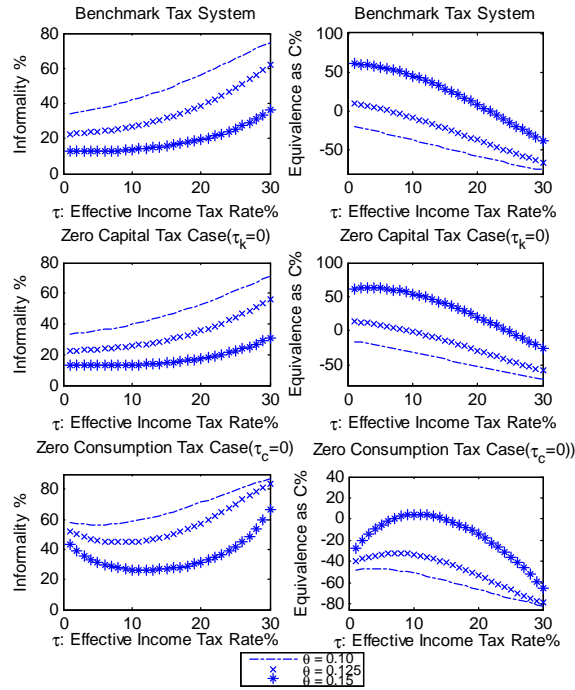 Benchmark Tax System
Benchmark Tax System
Informality %
80
60
40
20
0
0 10 20 30
τ: Effective Income Tax Rate%
Equivalence as C%
100
50
0
-50
0 10 20 30
τ: Effective Income Tax Rate%
Zero Capital Tax Case(τk=0)
Zero Capital Tax Case(τk=0)
Informality %
80
60
40
20
0
0 10 20 30
τ: Effective Income Tax Rate%
Equivalence as C%
100
50
0
-50
0 10 20 30
τ: Effective Income Tax Rate%
Zero Consumption Tax Case(τc=0)
Zero Consumption Tax Case(τc=0))
Informality %
80
60
40
20
0
0 10 20 30
τ: Effective Income Tax Rate%
Equivalence as C%
40
20
0
-20
-40
-60
-80
0 10 20 30
τ: Effective Income Tax Rate%
θ = 0.10
θ = 0.125
θ = 0.15